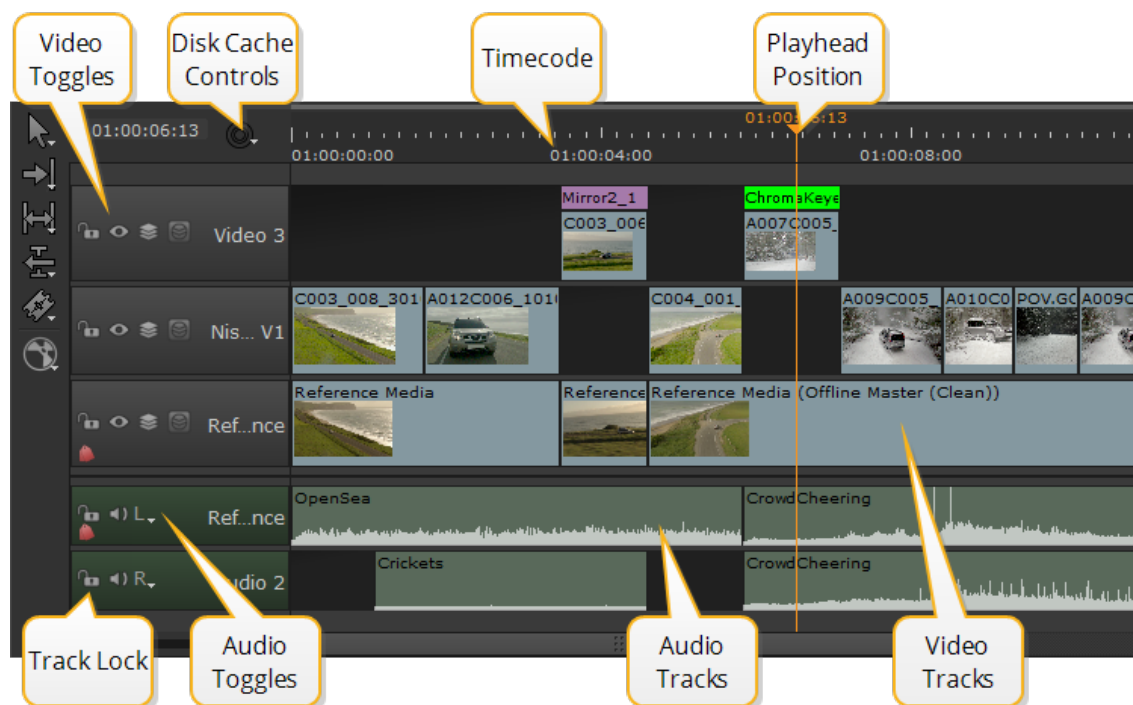 Video
Toggles
Disk Cache
Controls
Timecode
Playhead
Position
01:00:06:13
01:00:00:00
01:00:04:00
01:00:08:00
Mirror2_1
ChromaKeye
Video 3
C003_006
A007C005_
Nis... V1
C003_008_301
A012C006_101
C004_001_
A009C005_
A010C0
POV.GO
A009C
Ref...nce
Reference Media
Reference
Reference Media (Offline Master (Clean))
L
Ref...nce
OpenSea
CrowdCheering
R
udio 2
Crickets
CrowdCheering
Track Lock
Audio
Toggles
Audio
Tracks
Video
Tracks